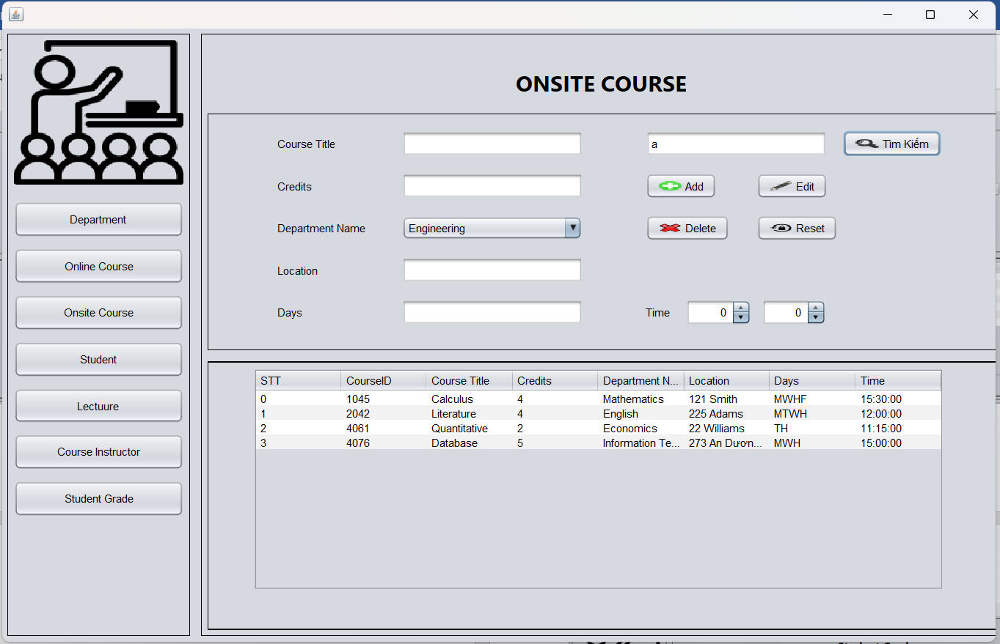 ONSITE COURSE
Course Title
a
Tìm Kiếm
Credits
Add
Edit
Department Name
Engineering
Delete
Reset
Location
Days
Time
0
0
Department
Online Course
Onsite Course
Student
Lectuure
Course Instructor
Student Grade
STT CourseID Course Title Credits Department N... Location Days Time
0 1045 Calculus 4 Mathematics 121 Smith MWHF 15:30:00
1 2042 Literature 4 English 225 Adams MTWH 12:00:00
2 4061 Quantitative 2 Economics 22 Williams TH 11:15:00
3 4076 Database 5 Information Te... 273 An Dươn... MWH 15:00:00